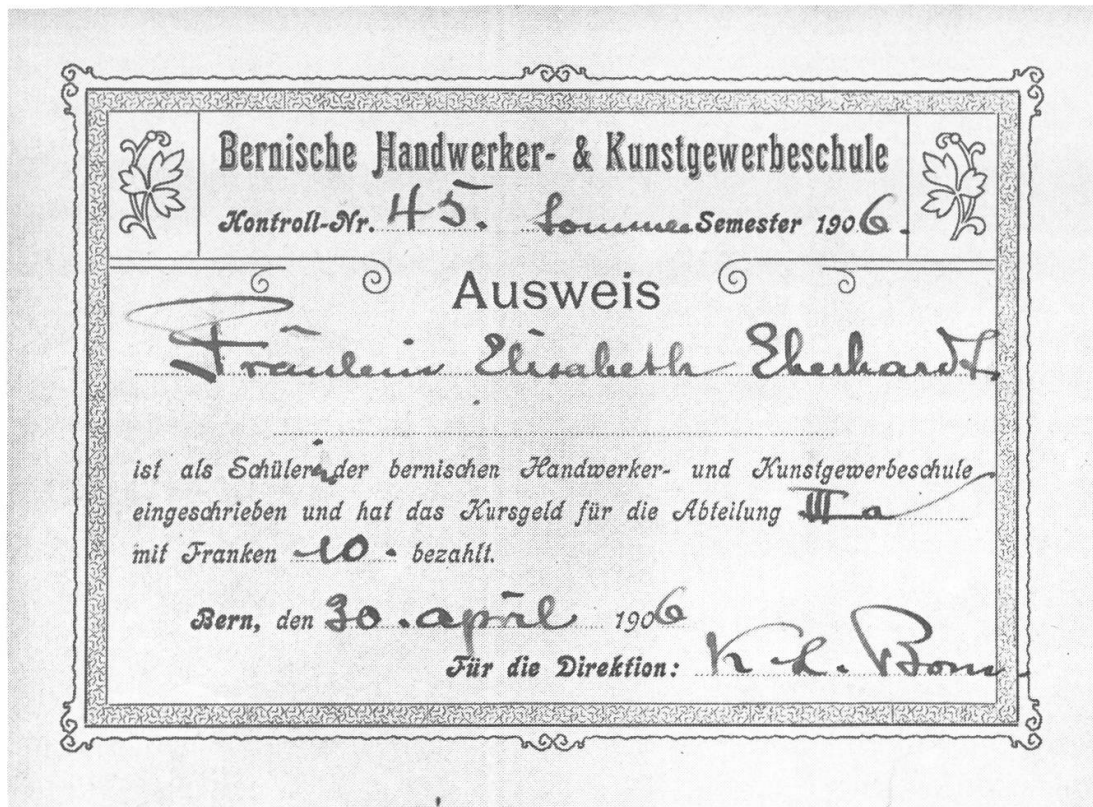 Bernische Handwerker- & Kunstgewerbeschule
Kontroll-Nr. 45. Sommer Semester 1906.
Ausweis
Fräulein Elisabeth Eberhardt,
ist als Schülerin der bernischen Handwerker- und Kunstgewerbeschule
eingeschrieben und hat das Kursgeld für die Abteilung III a
mit Franken 10.- bezahlt.
Bern, den 30. april 1906
Für die Direktion: